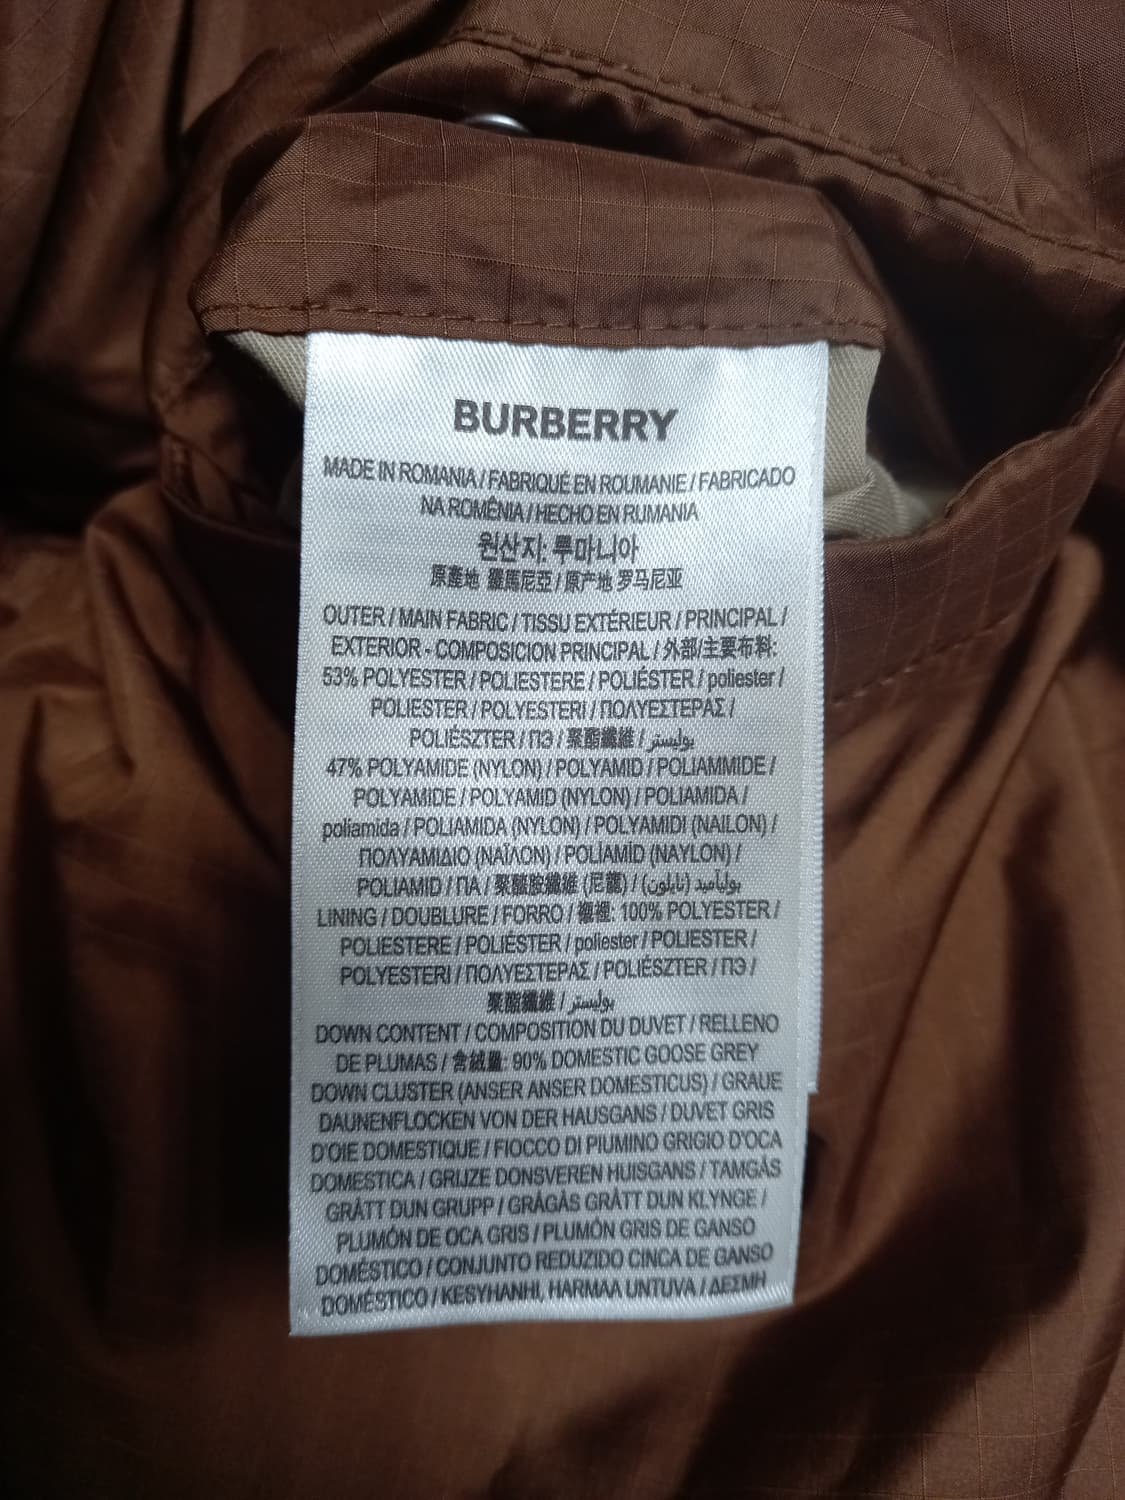 BURBERRY
MADE IN ROMANIA / FABRIQUÉ EN ROUMANIE / FABRICADO
NA ROMÊNIA / HECHO EN RUMANIA
원산지: 루마니아
原產地 羅馬尼亞 / 原产地 罗马尼亚
OUTER / MAIN FABRIC / TISSU EXTÉRIEUR / PRINCIPAL /
EXTERIOR - COMPOSICION PRINCIPAL / 外部/主要布料:
53% POLYESTER / POLIESTERE / POLIÉSTER / poliester /
POLIESTER / POLYESTERI / ΠΟΛΥΕΣΤΕΡΑΣ /
POLIÉSZTER / ПЭ / 聚酯纖維 / بوليستر
47% POLYAMIDE (NYLON) / POLYAMID / POLIAMMIDE /
POLYAMIDE / POLYAMID (NYLON) / POLIAMIDA /
poliamida / POLIAMIDA (NYLON) / POLYAMIDI (NAILON) /
ΠΟΛΥΑΜΙΔΙΟ (ΝΑΪΛΟΝ) / POLİAMİD (NAYLON) /
POLIAMID / ПА / 聚醯胺纖維 (尼龍) / بولياميد (نايلون)
LINING / DOUBLURE / FORRO / 襯裡: 100% POLYESTER /
POLIESTERE / POLIÉSTER / poliester / POLIESTER /
POLYESTERI / ΠΟΛΥΕΣΤΕΡΑΣ / POLIÉSZTER / ПЭ /
聚酯纖維 / بوليستر
DOWN CONTENT / COMPOSITION DU DUVET / RELLENO
DE PLUMAS / 含絨量: 90% DOMESTIC GOOSE GREY
DOWN CLUSTER (ANSER ANSER DOMESTICUS) / GRAUE
DAUNENFLOCKEN VON DER HAUSGANS / DUVET GRIS
D'OIE DOMESTIQUE / FIOCCO DI PIUMINO GRIGIO D'OCA
DOMESTICA / GRIJZE DONSVEREN HUISGANS / TAMGÅS
GRÅTT DUN GRUPP / GRÅGÅS GRÅTT DUN KLYNGE /
PLUMÓN DE OCA GRIS / PLUMÓN GRIS DE GANSO
DOMÉSTICO / CONJUNTO REDUZIDO CINCA DE GANSO
DOMÉSTICO / KESYHANHI, HARMAA UNTUVA / ΔΕΣΜΗ